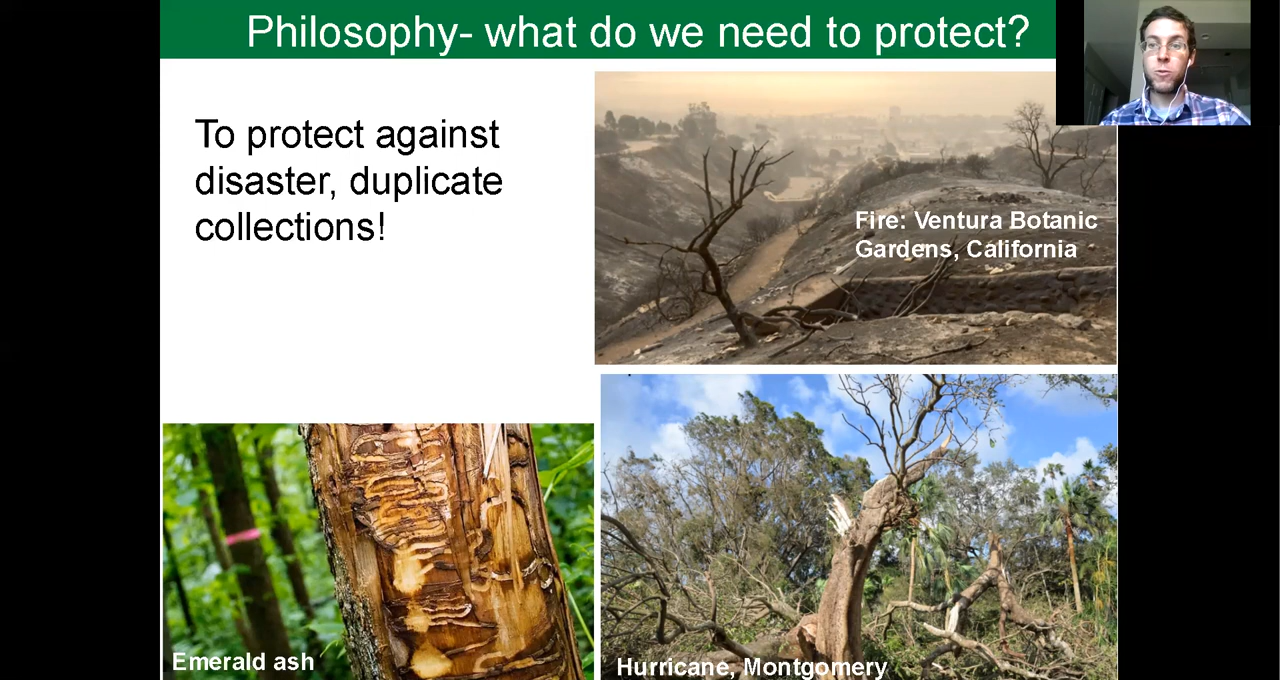 Philosophy- what do we need to protect?
To protect against
disaster, duplicate
collections!
Fire: Ventura Botanic
Gardens, California
Emerald ash
Hurricane, Montgomery